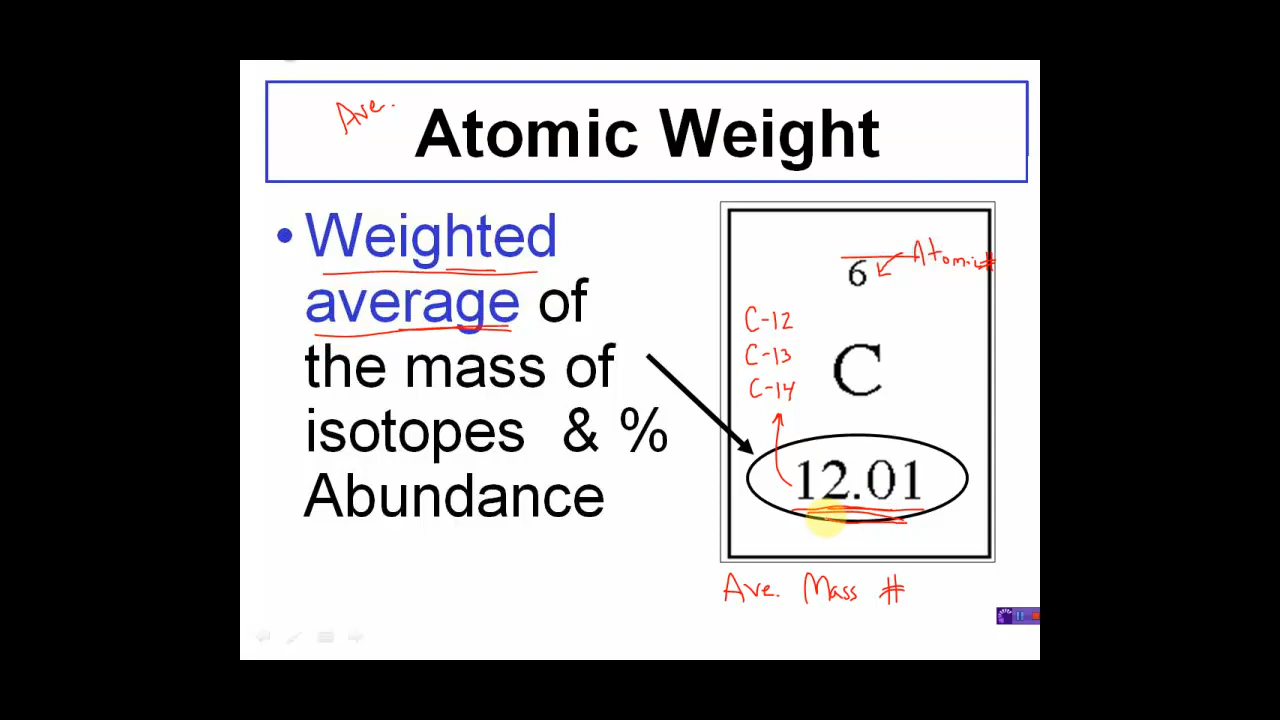 Ave.
Atomic Weight
• Weighted
average of
the mass of
isotopes & %
Abundance
6
Atomic #
C-12
C-13
C-14
C
12.01
Ave. Mass #